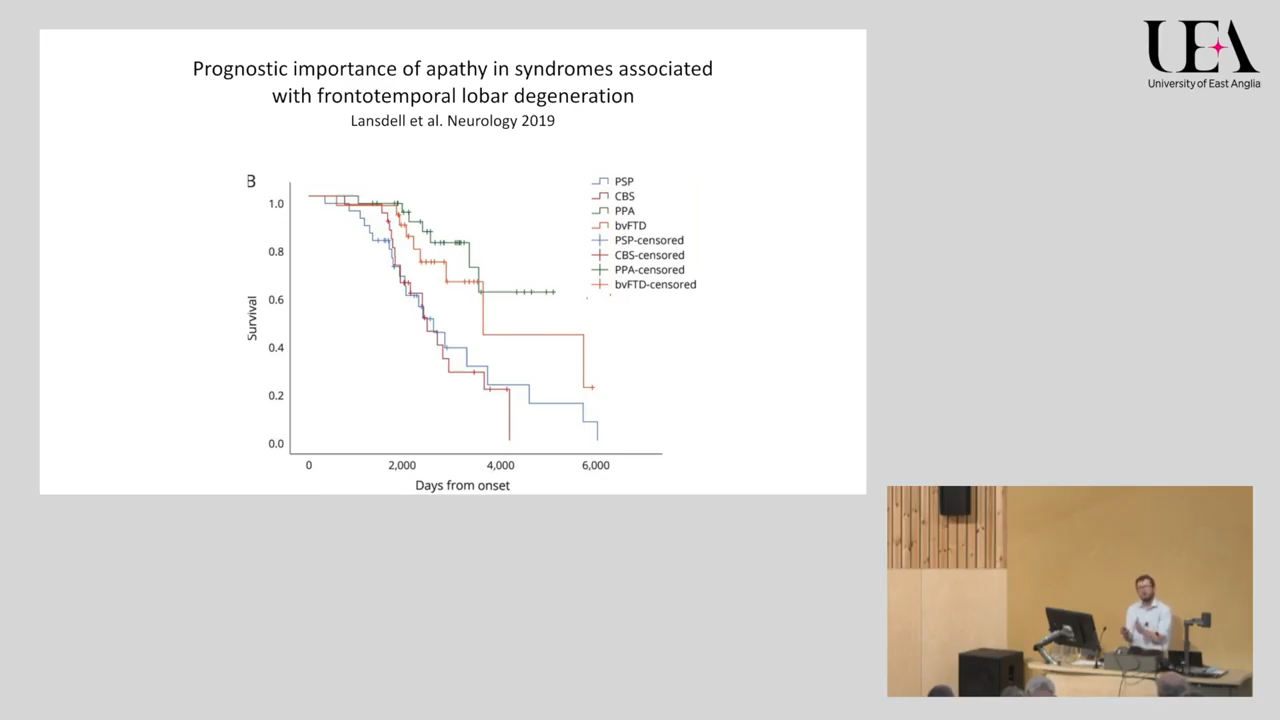 UEA
University of East Anglia
Prognostic importance of apathy in syndromes associated
with frontotemporal lobar degeneration
Lansdell et al. Neurology 2019
B
PSP
CBS
PPA
bvFTD
PSP-censored
CBS-censored
PPA-censored
bvFTD-censored
1.0
0.8
0.6
0.4
0.2
0.0
Survival
0
2,000
4,000
6,000
Days from onset